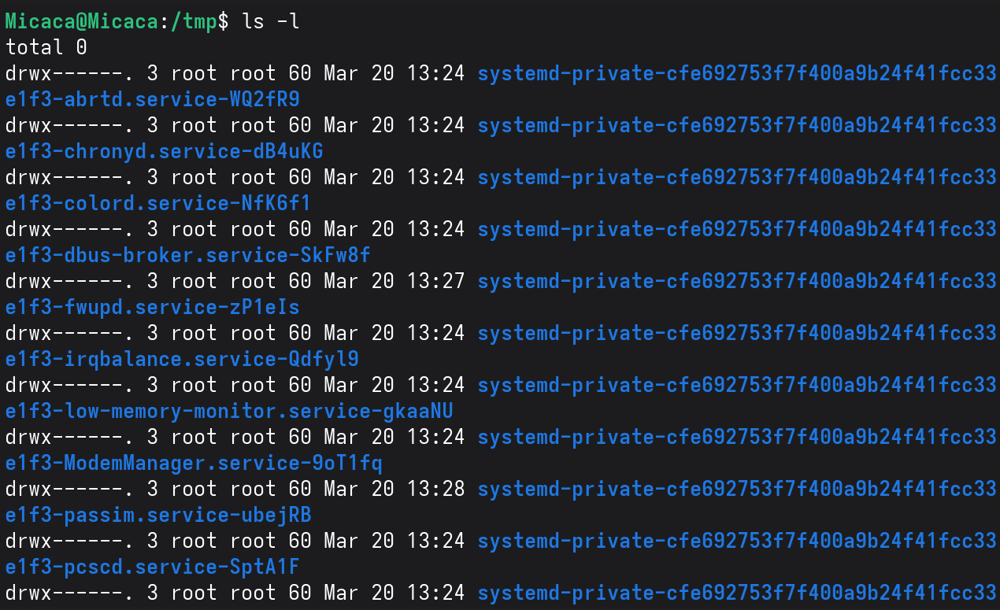 Micaca@Micaca:/tmp$ ls -l
total 0
drwx------. 3 root root 60 Mar 20 13:24 systemd-private-cfe692753f7f400a9b24f41fcc33
e1f3-abrtd.service-WQ2fR9
drwx------. 3 root root 60 Mar 20 13:24 systemd-private-cfe692753f7f400a9b24f41fcc33
e1f3-chronyd.service-dB4uKG
drwx------. 3 root root 60 Mar 20 13:24 systemd-private-cfe692753f7f400a9b24f41fcc33
e1f3-colord.service-NfK6f1
drwx------. 3 root root 60 Mar 20 13:24 systemd-private-cfe692753f7f400a9b24f41fcc33
e1f3-dbus-broker.service-SkFw8f
drwx------. 3 root root 60 Mar 20 13:27 systemd-private-cfe692753f7f400a9b24f41fcc33
e1f3-fwupd.service-zP1eIs
drwx------. 3 root root 60 Mar 20 13:24 systemd-private-cfe692753f7f400a9b24f41fcc33
e1f3-irqbalance.service-Qdfyl9
drwx------. 3 root root 60 Mar 20 13:24 systemd-private-cfe692753f7f400a9b24f41fcc33
e1f3-low-memory-monitor.service-gkaaNU
drwx------. 3 root root 60 Mar 20 13:24 systemd-private-cfe692753f7f400a9b24f41fcc33
e1f3-ModemManager.service-9oT1fq
drwx------. 3 root root 60 Mar 20 13:28 systemd-private-cfe692753f7f400a9b24f41fcc33
e1f3-passim.service-ubejRB
drwx------. 3 root root 60 Mar 20 13:24 systemd-private-cfe692753f7f400a9b24f41fcc33
e1f3-pcscd.service-SptA1F
drwx------. 3 root root 60 Mar 20 13:24 systemd-private-cfe692753f7f400a9b24f41fcc33